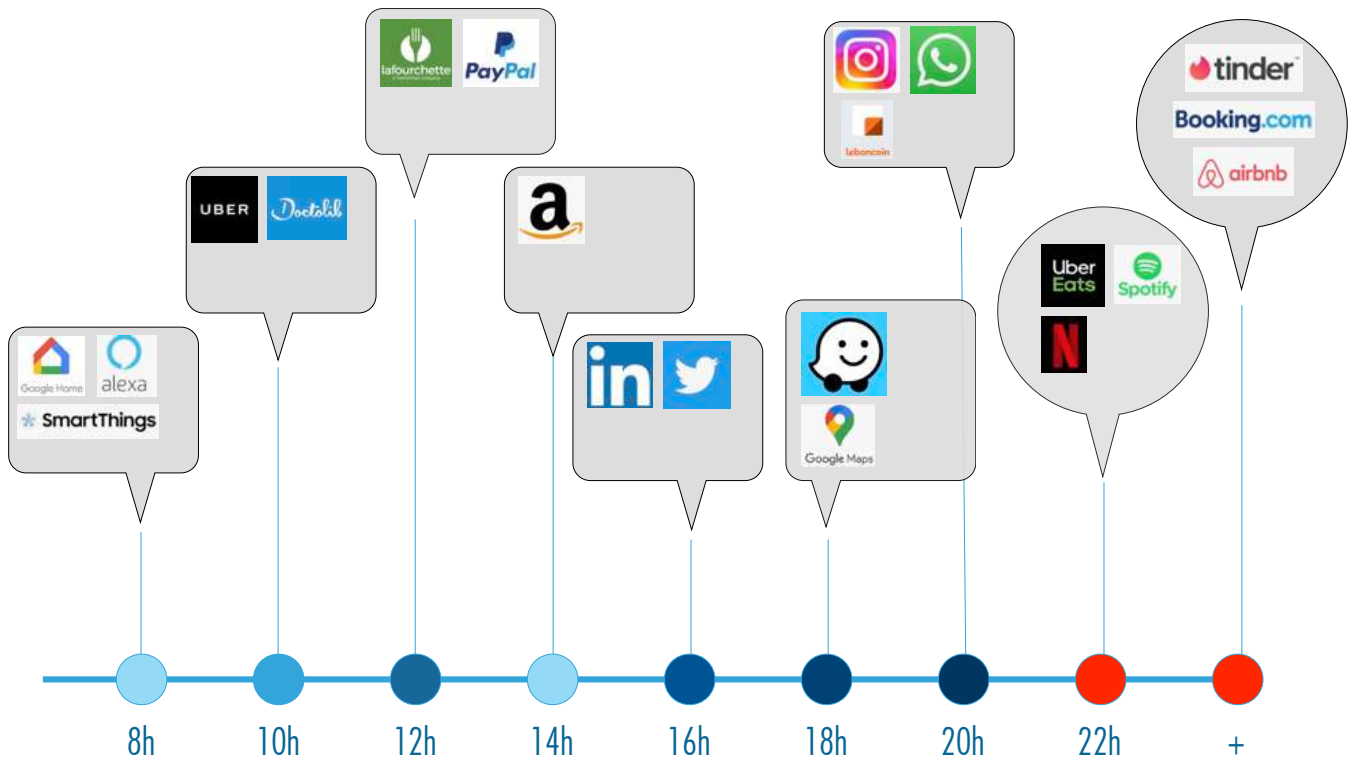 lafourchette
PayPal
tinder
Booking.com
airbnb
leboncoin
UBER
Doctolib
a
Uber
Eats
Spotify
N
Google Home
alexa
SmartThings
in
Google Maps
8h
10h
12h
14h
16h
18h
20h
22h
+